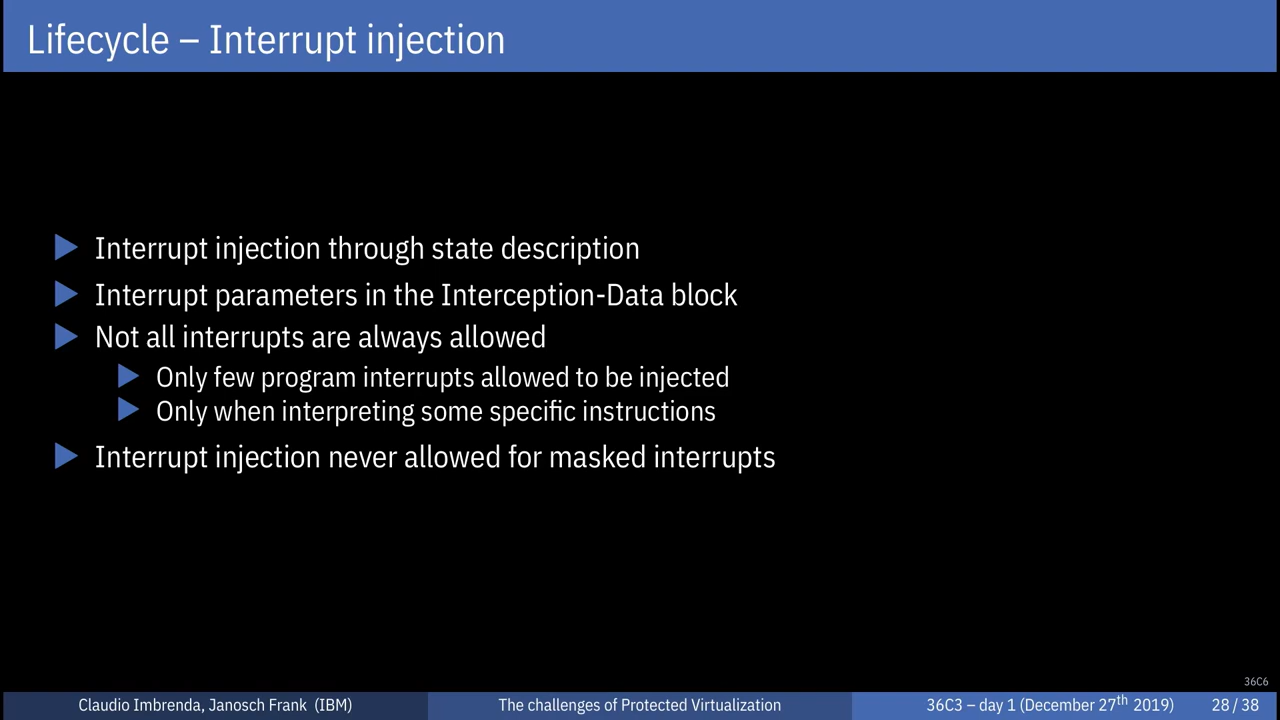 Lifecycle – Interrupt injection
Interrupt injection through state description
Interrupt parameters in the Interception-Data block
Not all interrupts are always allowed
Only few program interrupts allowed to be injected
Only when interpreting some specific instructions
Interrupt injection never allowed for masked interrupts
36C6
Claudio Imbrenda, Janosch Frank (IBM)
The challenges of Protected Virtualization
36C3 – day 1 (December 27th 2019)
28 / 38